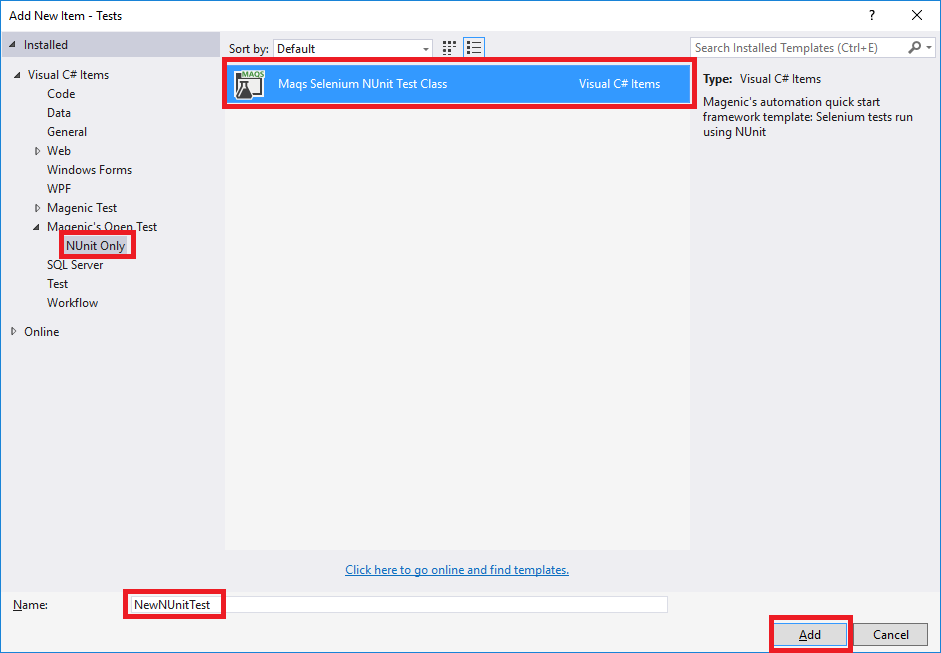 Add New Item - Tests
?
Installed
Sort by: Default
Search Installed Templates (Ctrl+E)
Visual C# Items
Code
Data
General
Web
Windows Forms
WPF
Magenic Test
Magenic's Open Test
NUnit Only
SQL Server
Test
Workflow
Online
MAQS
Maqs Selenium NUnit Test Class Visual C# Items
Type: Visual C# Items
Magenic's automation quick start
framework template: Selenium tests run
using NUnit
Click here to go online and find templates.
Name: NewNUnitTest
Add Cancel